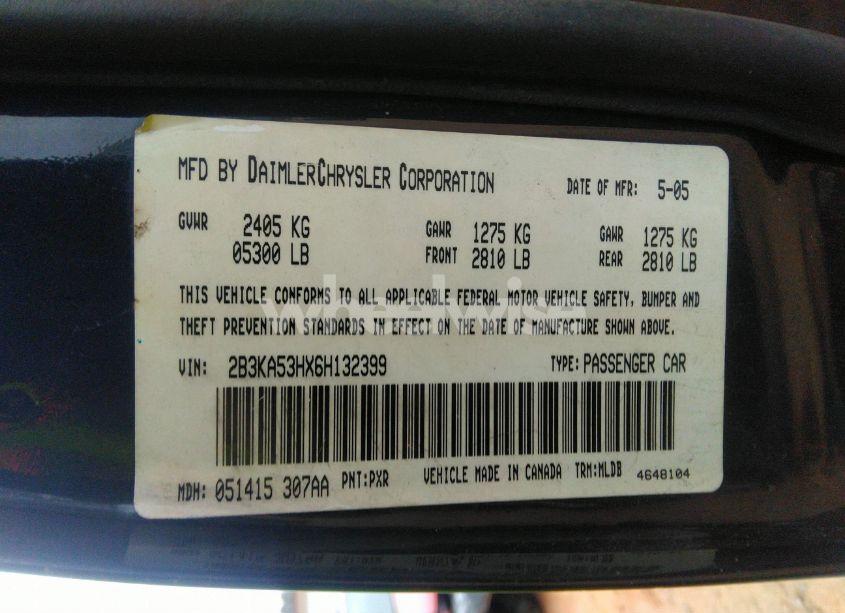 MFD BY DAIMLERCHRYSLER CORPORATION DATE OF MFR: 5-05
GVWR 2405 KG GAWR 1275 KG GAWR 1275 KG
05300 LB FRONT 2810 LB REAR 2810 LB
THIS VEHICLE CONFORMS TO ALL APPLICABLE FEDERAL MOTOR VEHICLE SAFETY, BUMPER AND
THEFT PREVENTION STANDARDS IN EFFECT ON THE DATE OF MANUFACTURE SHOWN ABOVE.
wheelwise
VIN: 2B3KA53HX6H132399 TYPE: PASSENGER CAR
MDH: 051415 307AA PNT:PXR VEHICLE MADE IN CANADA TRM:MLDB 4648104